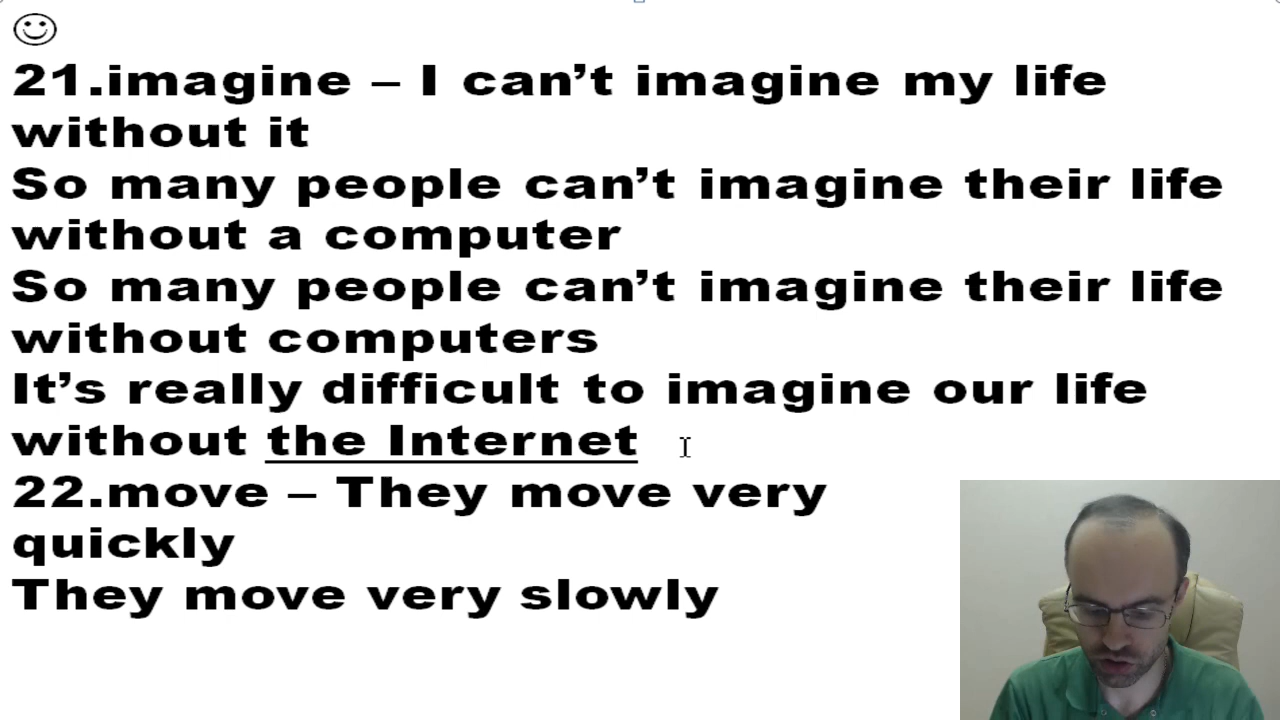 21.imagine – I can’t imagine my life
without it
So many people can’t imagine their life
without a computer
So many people can’t imagine their life
without computers
It’s really difficult to imagine our life
without the Internet
22.move – They move very
quickly
They move very slowly